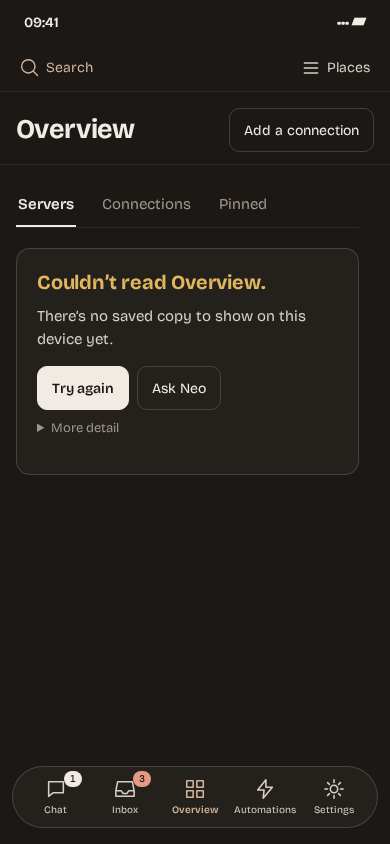 09:41
Search
Places
Overview
Add a connection
Servers
Connections
Pinned
Couldn’t read Overview.
There’s no saved copy to show on this
device yet.
Try again
Ask Neo
More detail
1
3
Chat
Inbox
Overview
Automations
Settings